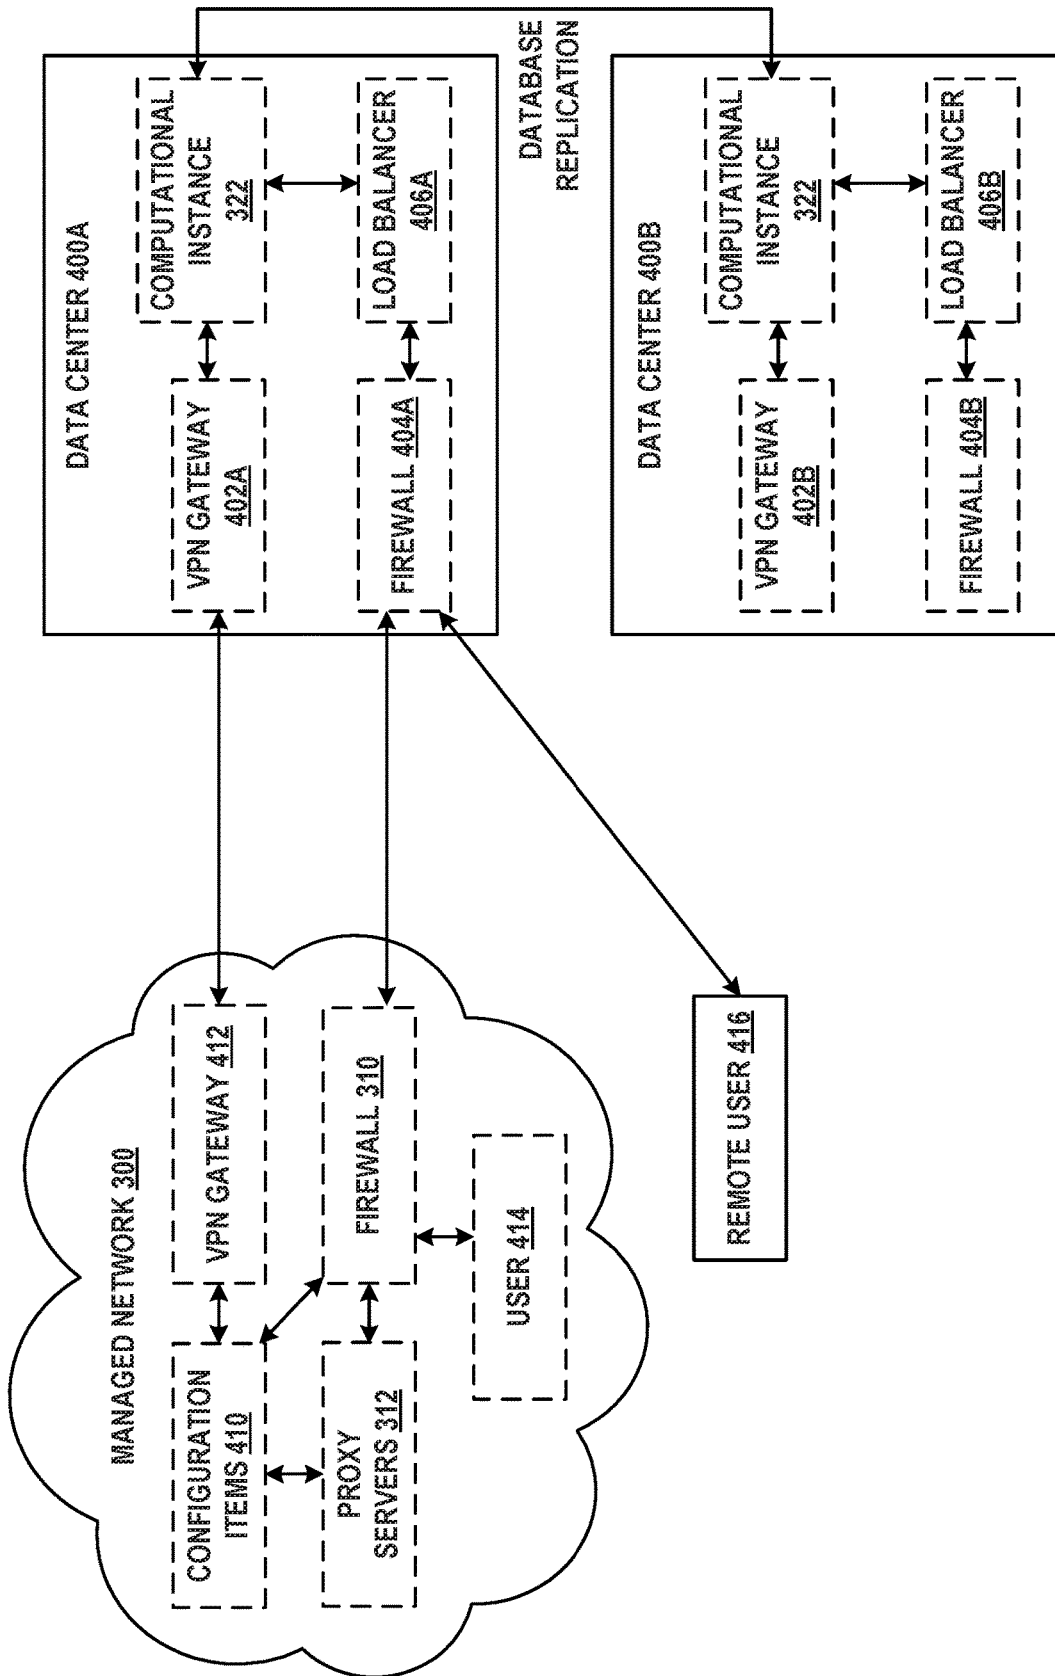 MANAGED NETWORK 300
CONFIGURATION
ITEMS 410
VPN GATEWAY 412
PROXY
SERVERS 312
FIREWALL 310
USER 414
REMOTE USER 416
DATA CENTER 400A
VPN GATEWAY
402A
COMPUTATIONAL
INSTANCE
322
FIREWALL 404A
LOAD BALANCER
406A
DATABASE
REPLICATION
DATA CENTER 400B
VPN GATEWAY
402B
COMPUTATIONAL
INSTANCE
322
FIREWALL 404B
LOAD BALANCER
406B